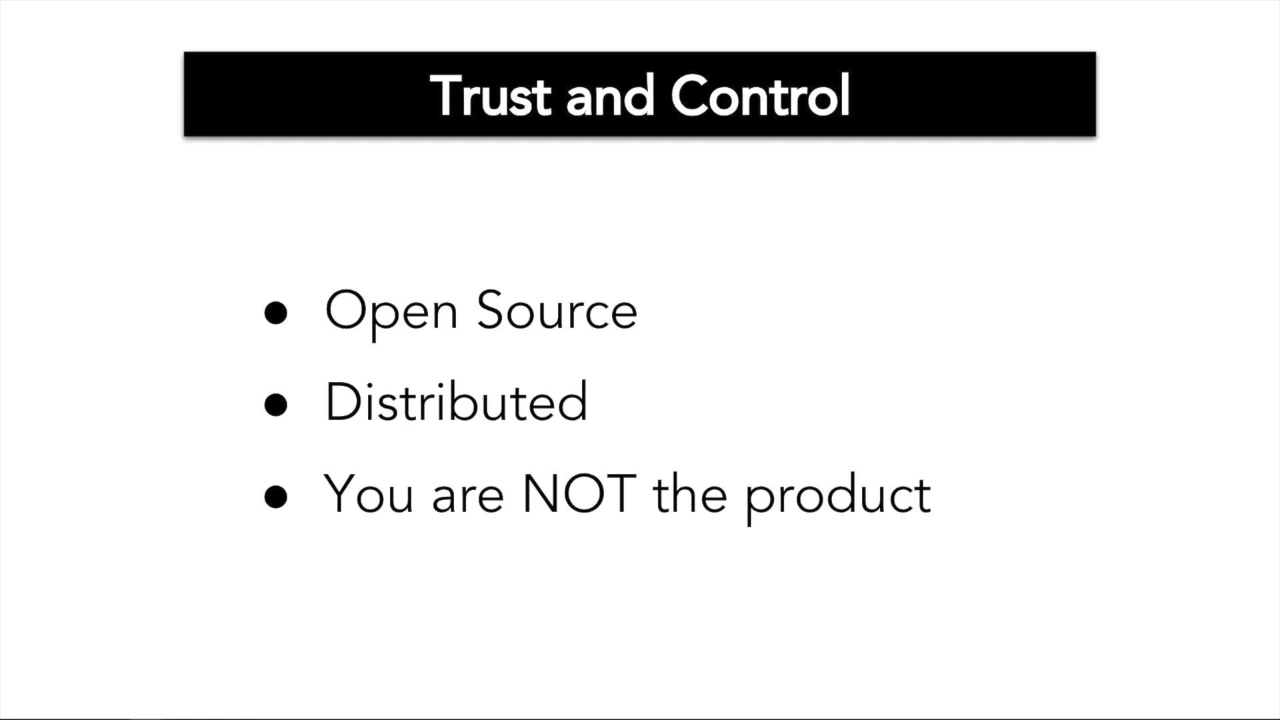 Trust and Control
● Open Source
● Distributed
● You are NOT the product